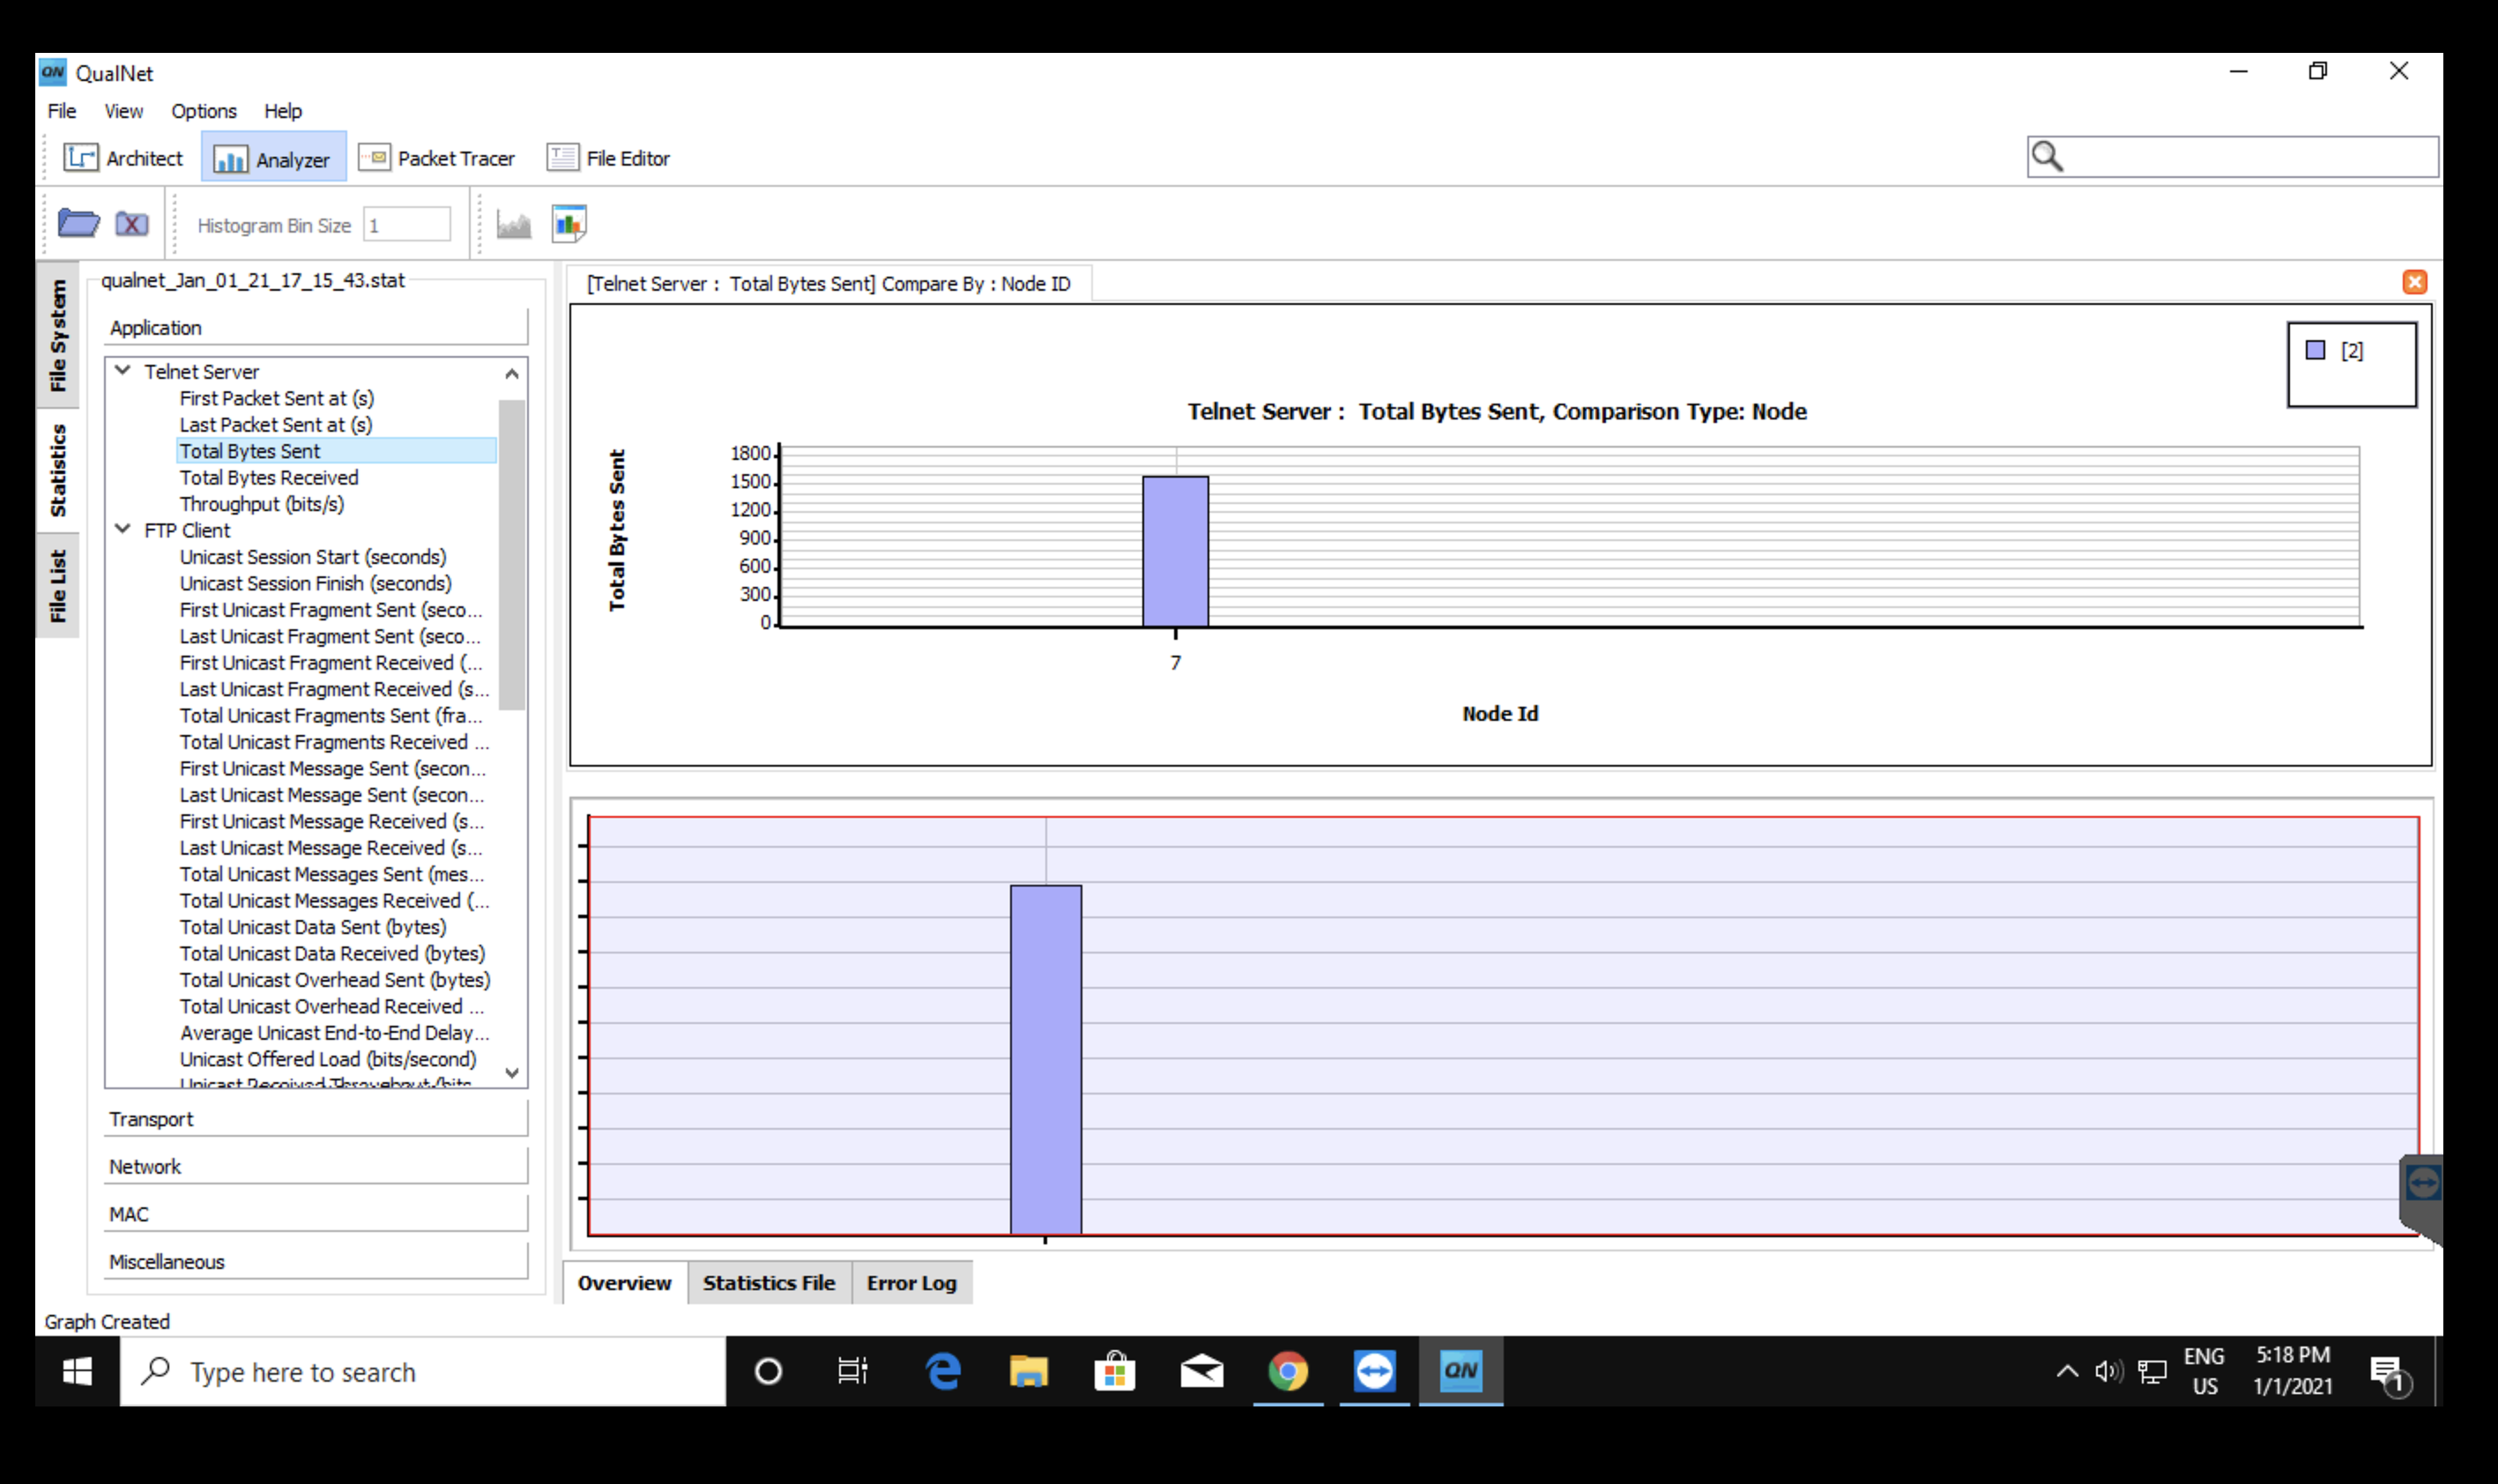 QN QualNet
File View Options Help
Architect Analyzer Packet Tracer File Editor
Histogram Bin Size 1
File System
Statistics
File List
qualnet_Jan_01_21_17_15_43.stat
Application
Telnet Server
First Packet Sent at (s)
Last Packet Sent at (s)
Total Bytes Sent
Total Bytes Received
Throughput (bits/s)
FTP Client
Unicast Session Start (seconds)
Unicast Session Finish (seconds)
First Unicast Fragment Sent (seco...
Last Unicast Fragment Sent (seco...
First Unicast Fragment Received (...
Last Unicast Fragment Received (s...
Total Unicast Fragments Sent (fra...
Total Unicast Fragments Received ...
First Unicast Message Sent (secon...
Last Unicast Message Sent (secon...
First Unicast Message Received (s...
Last Unicast Message Received (s...
Total Unicast Messages Sent (mes...
Total Unicast Messages Received (...
Total Unicast Data Sent (bytes)
Total Unicast Data Received (bytes)
Total Unicast Overhead Sent (bytes)
Total Unicast Overhead Received ...
Average Unicast End-to-End Delay...
Unicast Offered Load (bits/second)
Unicast Received Throughput (bits
Transport
Network
MAC
Miscellaneous
[Telnet Server : Total Bytes Sent] Compare By : Node ID
[2]
Telnet Server : Total Bytes Sent, Comparison Type: Node
Total Bytes Sent
1800
1500
1200
900
600
300
0
7
Node Id
Overview Statistics File Error Log
Graph Created
Type here to search
QN
ENG
US
5:18 PM
1/1/2021
1